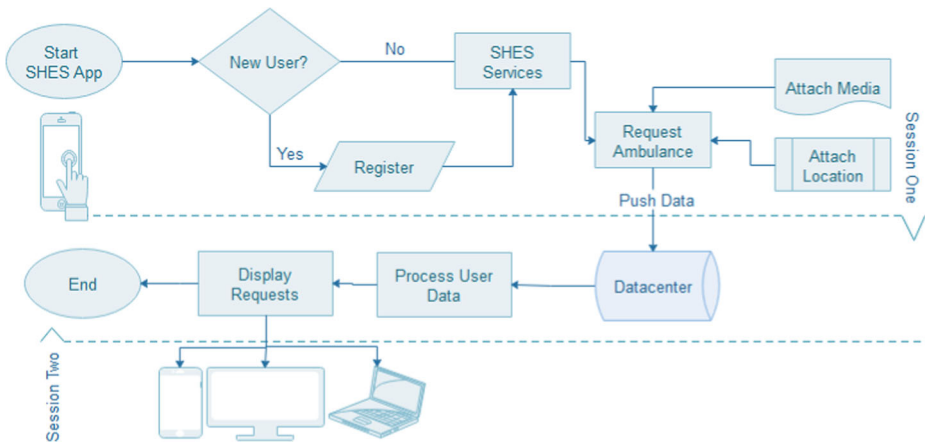 Start
SHES App
New User?
No
SHES
Services
Yes
Register
Request
Ambulance
Attach Media
Attach
Location
Session One
Push Data
End
Display
Requests
Process User
Data
Datacenter
Session Two